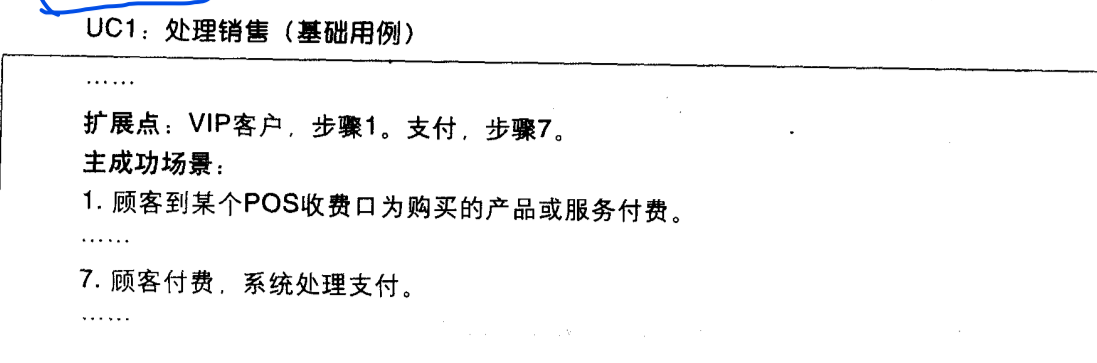 UC1：处理销售（基础用例）
……
扩展点：VIP客户，步骤1。支付，步骤7。
主成功场景：
1. 顾客到某个POS收费口为购买的产品或服务付费。
……
7. 顾客付费，系统处理支付。
……